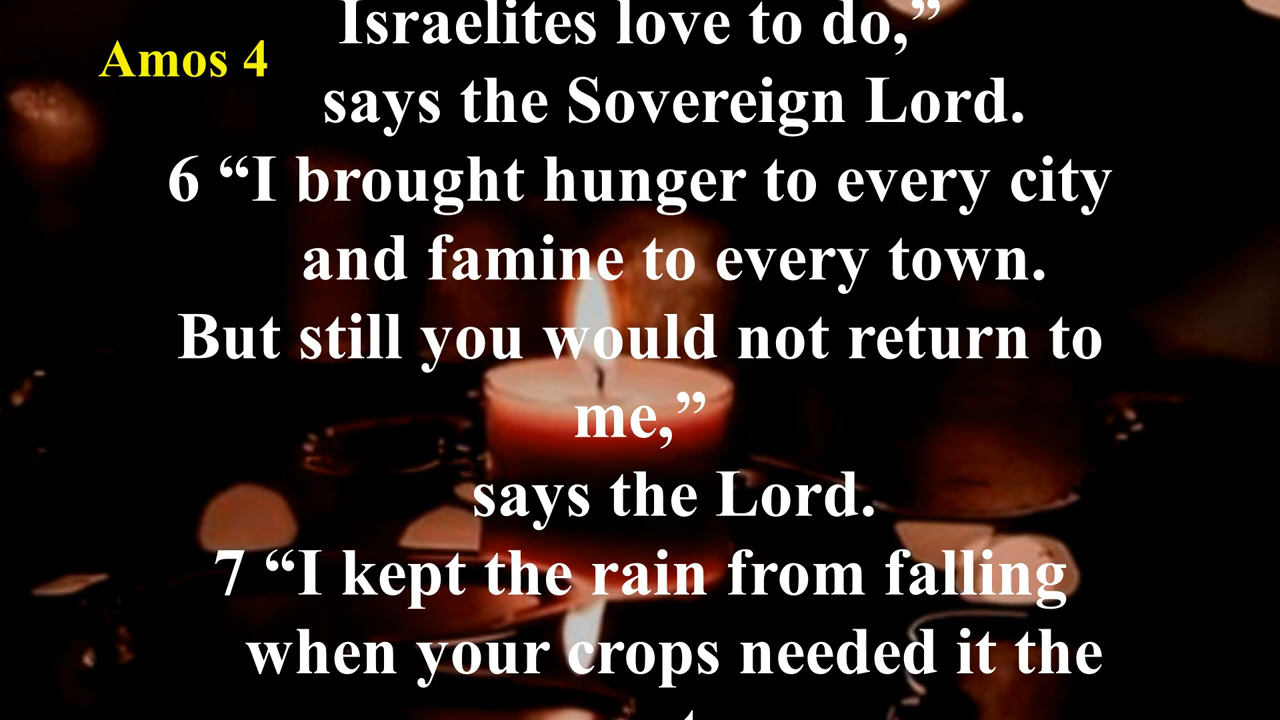 Israelites love to do,”
Amos 4
says the Sovereign Lord.
6 “I brought hunger to every city
and famine to every town.
But still you would not return to
me,”
says the Lord.
7 “I kept the rain from falling
when your crops needed it the